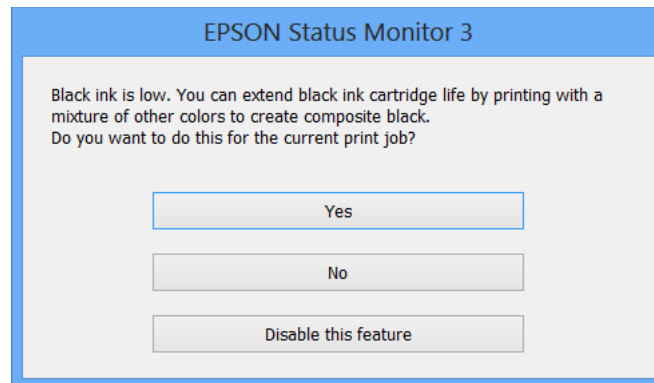 EPSON Status Monitor 3
Black ink is low. You can extend black ink cartridge life by printing with a
mixture of other colors to create composite black.
Do you want to do this for the current print job?
Yes
No
Disable this feature